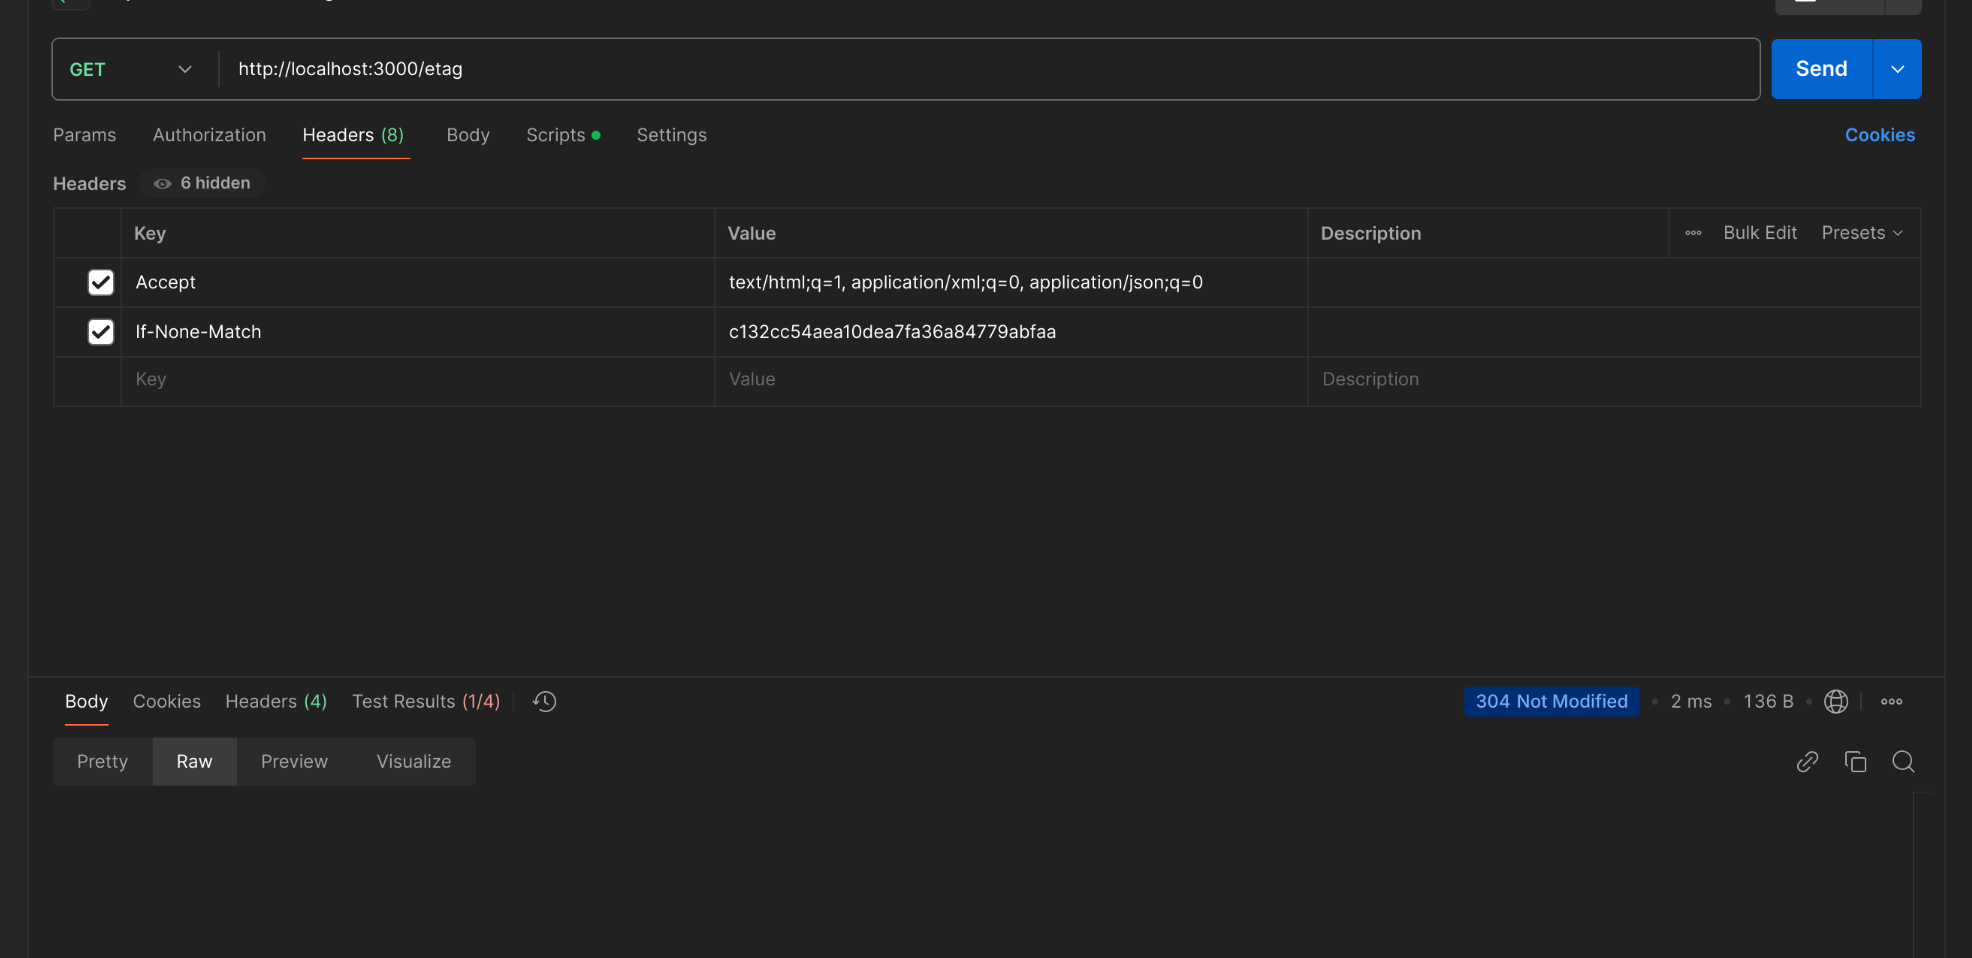 GET http://localhost:3000/etag Send
Params Authorization Headers (8) Body Scripts Settings Cookies
Headers 6 hidden
Key Value Description Bulk Edit Presets
Accept text/html;q=1, application/xml;q=0, application/json;q=0
If-None-Match c132cc54aea10dea7fa36a84779abfaa
Key Value Description
Body Cookies Headers (4) Test Results (1/4) 304 Not Modified • 2 ms • 136 B •
Pretty Raw Preview Visualize